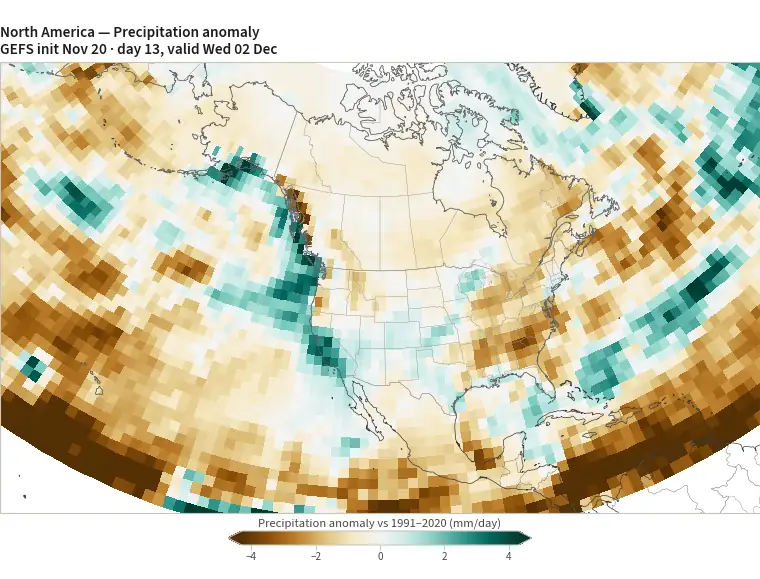 North America — Precipitation anomaly
GEFS init Nov 20 · day 13, valid Wed 02 Dec
Precipitation anomaly vs 1991–2020 (mm/day)
−4 −2 0 2 4